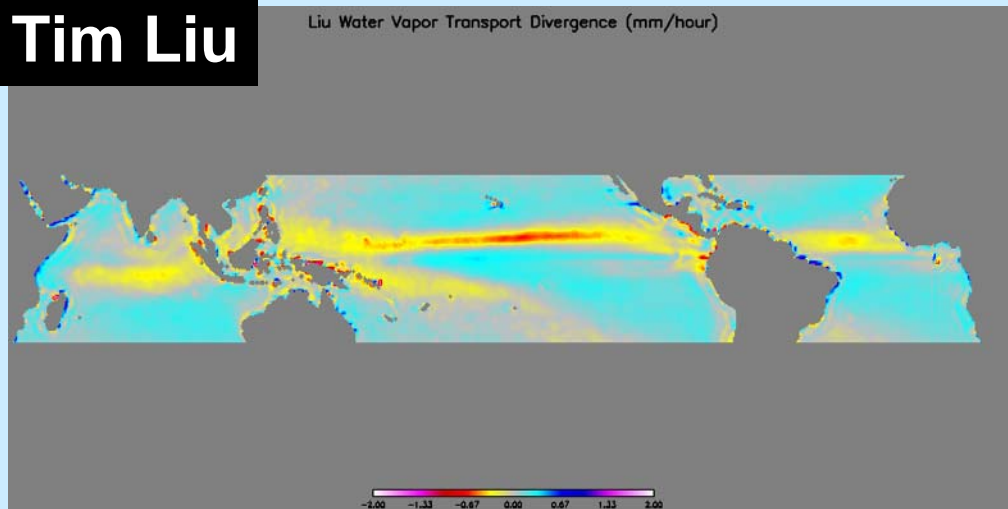 Tim Liu
Liu Water Vapor Transport Divergence (mm/hour)
-2.00 -1.33 -0.67 0.00 0.67 1.33 2.00